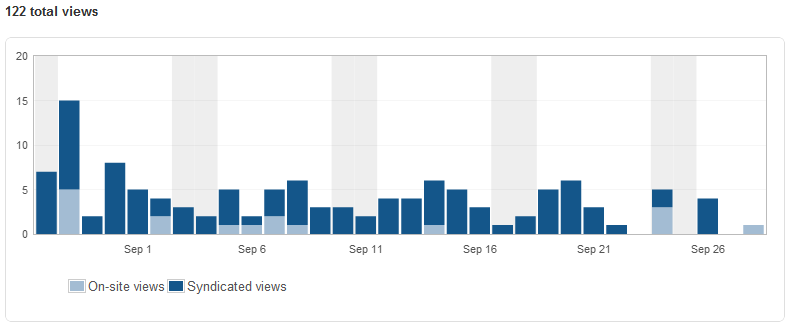 122 total views
20
15
10
5
0
Sep 1 Sep 6 Sep 11 Sep 16 Sep 21 Sep 26
On-site views Syndicated views